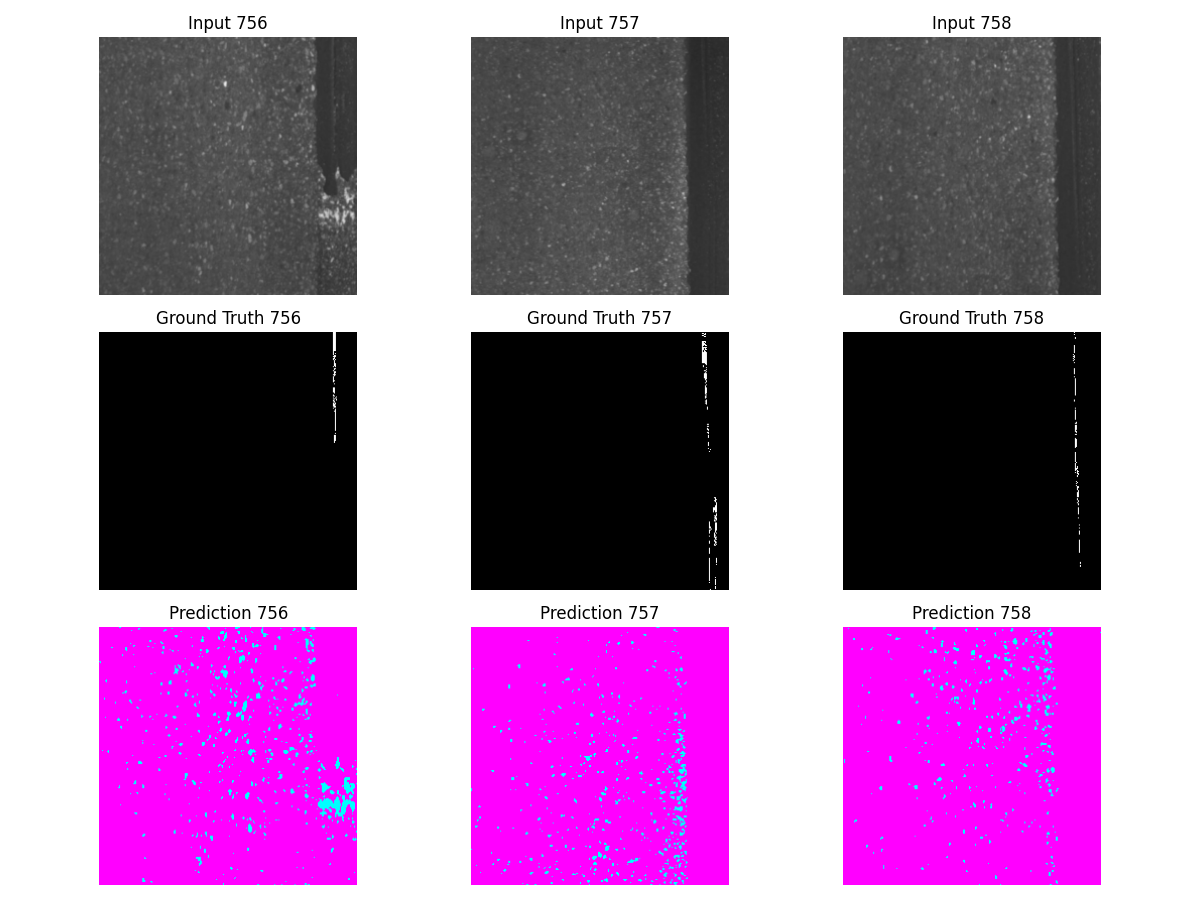 Input 756
Input 757
Input 758
Ground Truth 756
Ground Truth 757
Ground Truth 758
Prediction 756
Prediction 757
Prediction 758